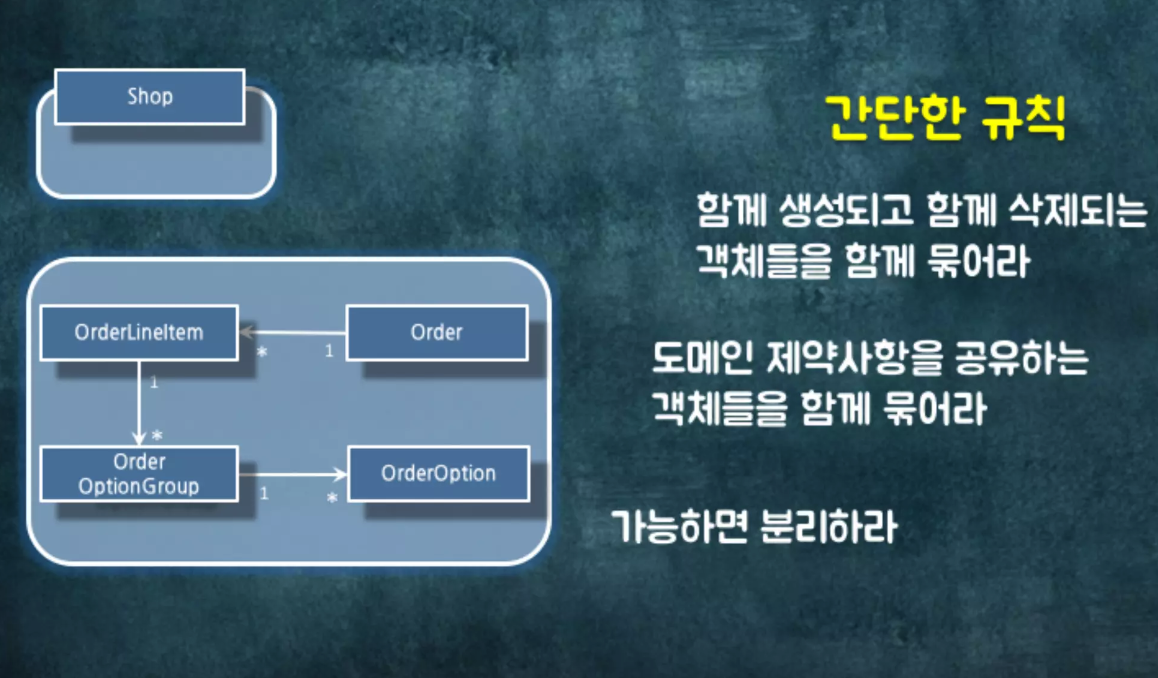 Shop
간단한 규칙
함께 생성되고 함께 삭제되는
객체들을 함께 묶어라
OrderLineItem
*
1
Order
도메인 제약사항을 공유하는
객체들을 함께 묶어라
1
*
Order
OptionGroup
1
*
OrderOption
가능하면 분리하라